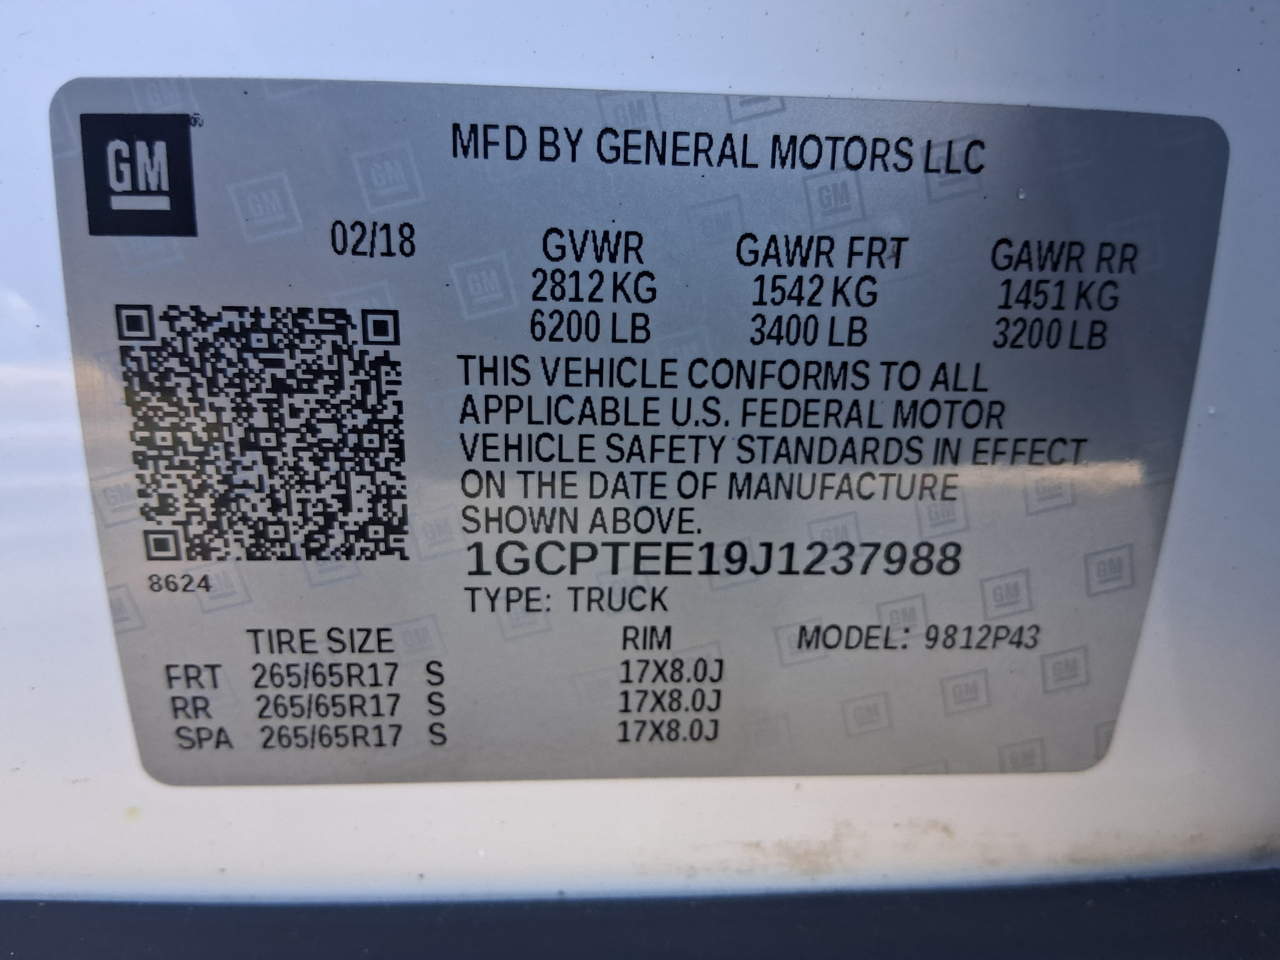 GM
MFD BY GENERAL MOTORS LLC
02/18
GVWR GAWR FRT GAWR RR
2812 KG 1542 KG 1451 KG
6200 LB 3400 LB 3200 LB
THIS VEHICLE CONFORMS TO ALL
APPLICABLE U.S. FEDERAL MOTOR
VEHICLE SAFETY STANDARDS IN EFFECT
ON THE DATE OF MANUFACTURE
SHOWN ABOVE.
1GCPTEE19J1237988
8624
TYPE: TRUCK
TIRE SIZE RIM MODEL: 9812P43
FRT 265/65R17 S 17X8.0J
RR 265/65R17 S 17X8.0J
SPA 265/65R17 S 17X8.0J